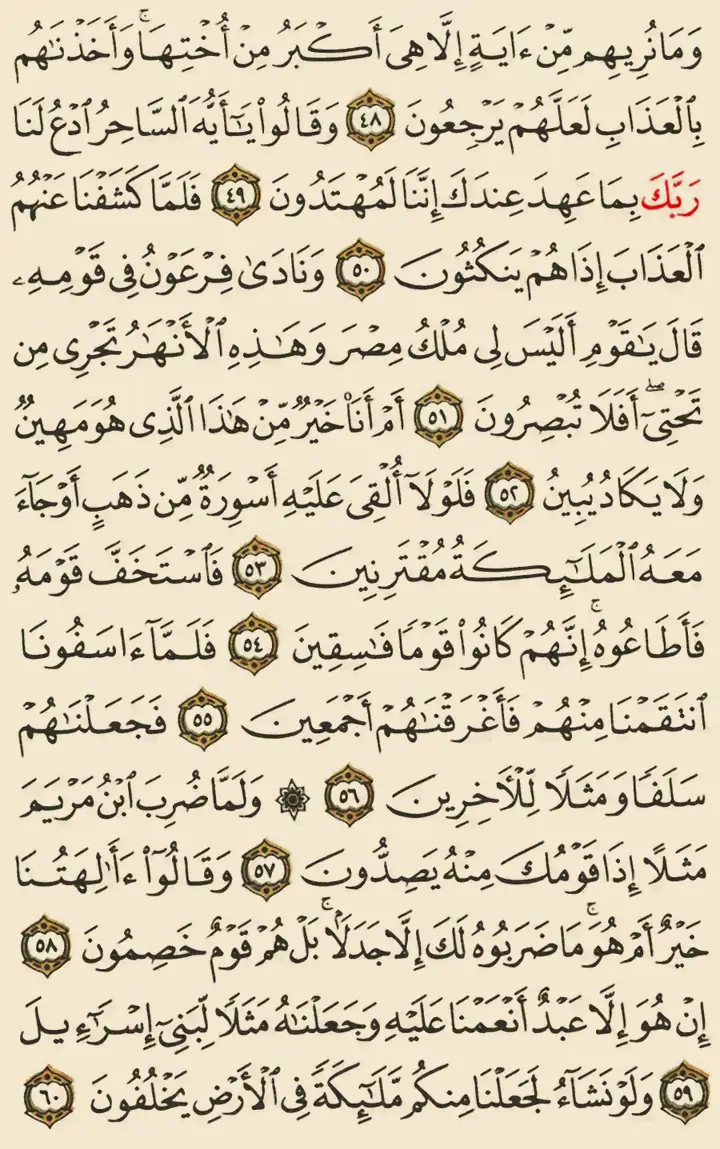 وَمَا نُرِيهِم مِّنْ ءَايَةٍ إِلَّا هِىَ أَكْبَرُ مِنْ أُخْتِهَا ۖ وَأَخَذْنَٰهُم
بِٱلْعَذَابِ لَعَلَّهُمْ يَرْجِعُونَ ٤٨ وَقَالُوا۟ يَٰٓأَيُّهَ ٱلسَّاحِرُ ٱدْعُ لَنَا
رَبَّكَ بِمَا عَهِدَ عِندَكَ إِنَّنَا لَمُهْتَدُونَ ٤٩ فَلَمَّا كَشَفْنَا عَنْهُمُ
ٱلْعَذَابَ إِذَا هُمْ يَنكُثُونَ ٥٠ وَنَادَىٰ فِرْعَوْنُ فِى قَوْمِهِۦ
قَالَ يَٰقَوْمِ أَلَيْسَ لِى مُلْكُ مِصْرَ وَهَٰذِهِ ٱلْأَنْهَٰرُ تَجْرِى مِن
تَحْتِىٓ ۖ أَفَلَا تُبْصِرُونَ ٥١ أَمْ أَنَا۠ خَيْرٌ مِّنْ هَٰذَا ٱلَّذِى هُوَ مَهِينٌ
وَلَا يَكَادُ يُبِينُ ٥٢ فَلَوْلَآ أُلْقِىَ عَلَيْهِ أَسْوِرَةٌ مِّن ذَهَبٍ أَوْ جَآءَ
مَعَهُ ٱلْمَلَٰٓئِكَةُ مُقْتَرِنِينَ ٥٣ فَٱسْتَخَفَّ قَوْمَهُۥ
فَأَطَاعُوهُ ۚ إِنَّهُمْ كَانُوا۟ قَوْمًا فَٰسِقِينَ ٥٤ فَلَمَّآ ءَاسَفُونَا
ٱنتَقَمْنَا مِنْهُمْ فَأَغْرَقْنَٰهُمْ أَجْمَعِينَ ٥٥ فَجَعَلْنَٰهُمْ
سَلَفًا وَمَثَلًا لِّلْءَاخِرِينَ ٥٦ ۞ وَلَمَّا ضُرِبَ ٱبْنُ مَرْيَمَ
مَثَلًا إِذَا قَوْمُكَ مِنْهُ يَصِدُّونَ ٥٧ وَقَالُوٓا۟ ءَأَٰلِهَتُنَا
خَيْرٌ أَمْ هُوَ ۚ مَا ضَرَبُوهُ لَكَ إِلَّا جَدَلًۢا ۚ بَلْ هُمْ قَوْمٌ خَصِمُونَ ٥٨
إِنْ هُوَ إِلَّا عَبْدٌ أَنْعَمْنَا عَلَيْهِ وَجَعَلْنَٰهُ مَثَلًا لِّبَنِىٓ إِسْرَٰٓءِيلَ
٥٩ وَلَوْ نَشَآءُ لَجَعَلْنَا مِنكُم مَّلَٰٓئِكَةً فِى ٱلْأَرْضِ يَخْلُفُونَ ٦٠